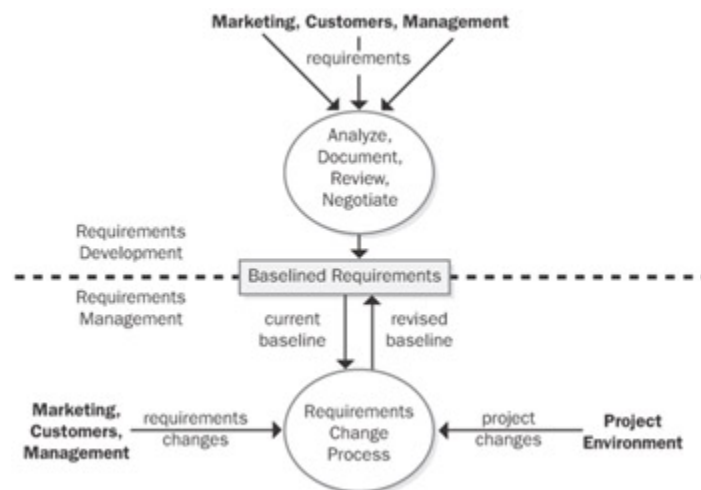 Marketing, Customers, Management
requirements
Analyze,
Document,
Review,
Negotiate
Requirements
Development
Baselined Requirements
Requirements
Management
current
baseline
revised
baseline
Marketing,
Customers,
Management
requirements
changes
Requirements
Change
Process
project
changes
Project
Environment